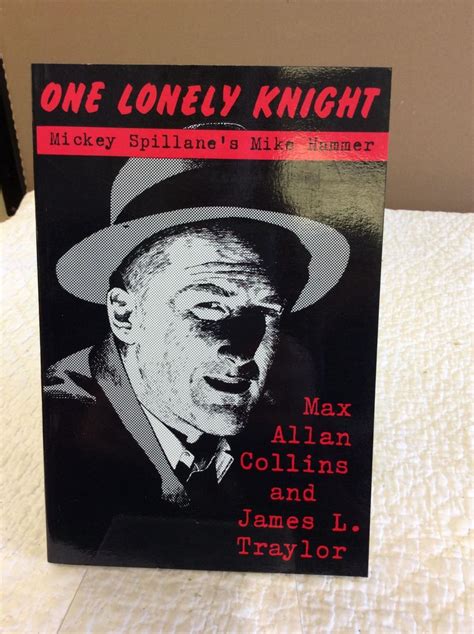 ONE LONELY KNIGHT
Mickey Spillane's Mike Hammer
Max
Allan
Collins
and
James L.
Traylor